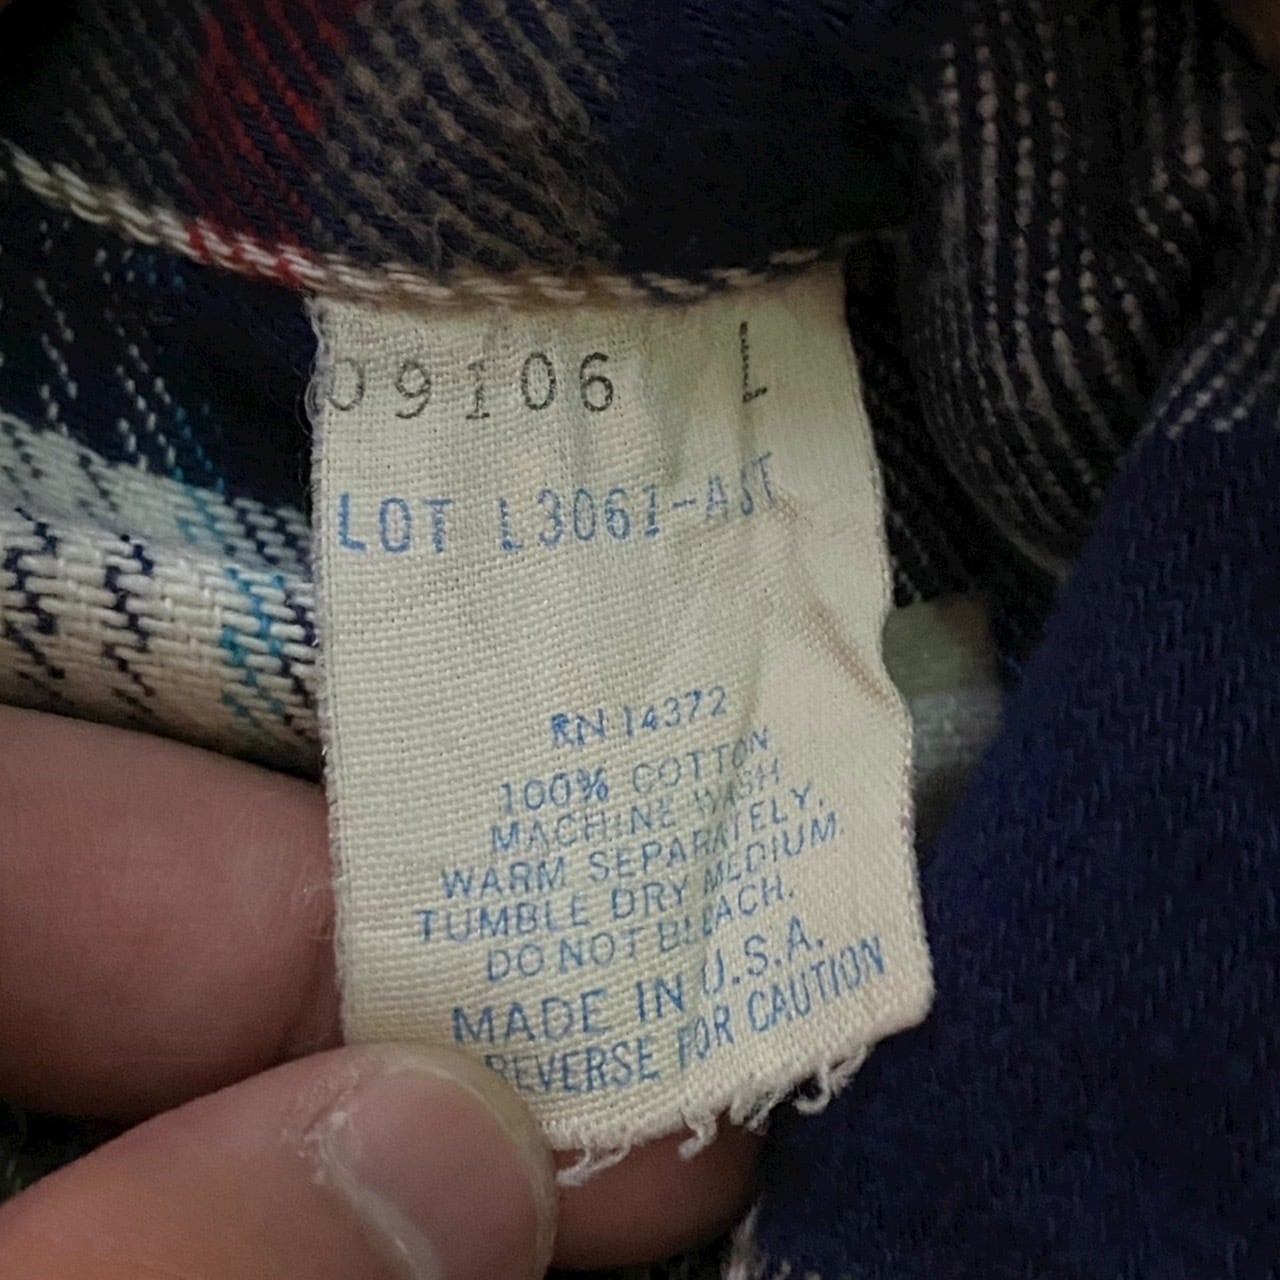 09106 L
LOT L3061-AST
RN 14372
100% COTTON
MACHINE WASH
WARM SEPARATELY.
TUMBLE DRY MEDIUM.
DO NOT BLEACH.
MADE IN U.S.A.
REVERSE FOR CAUTION